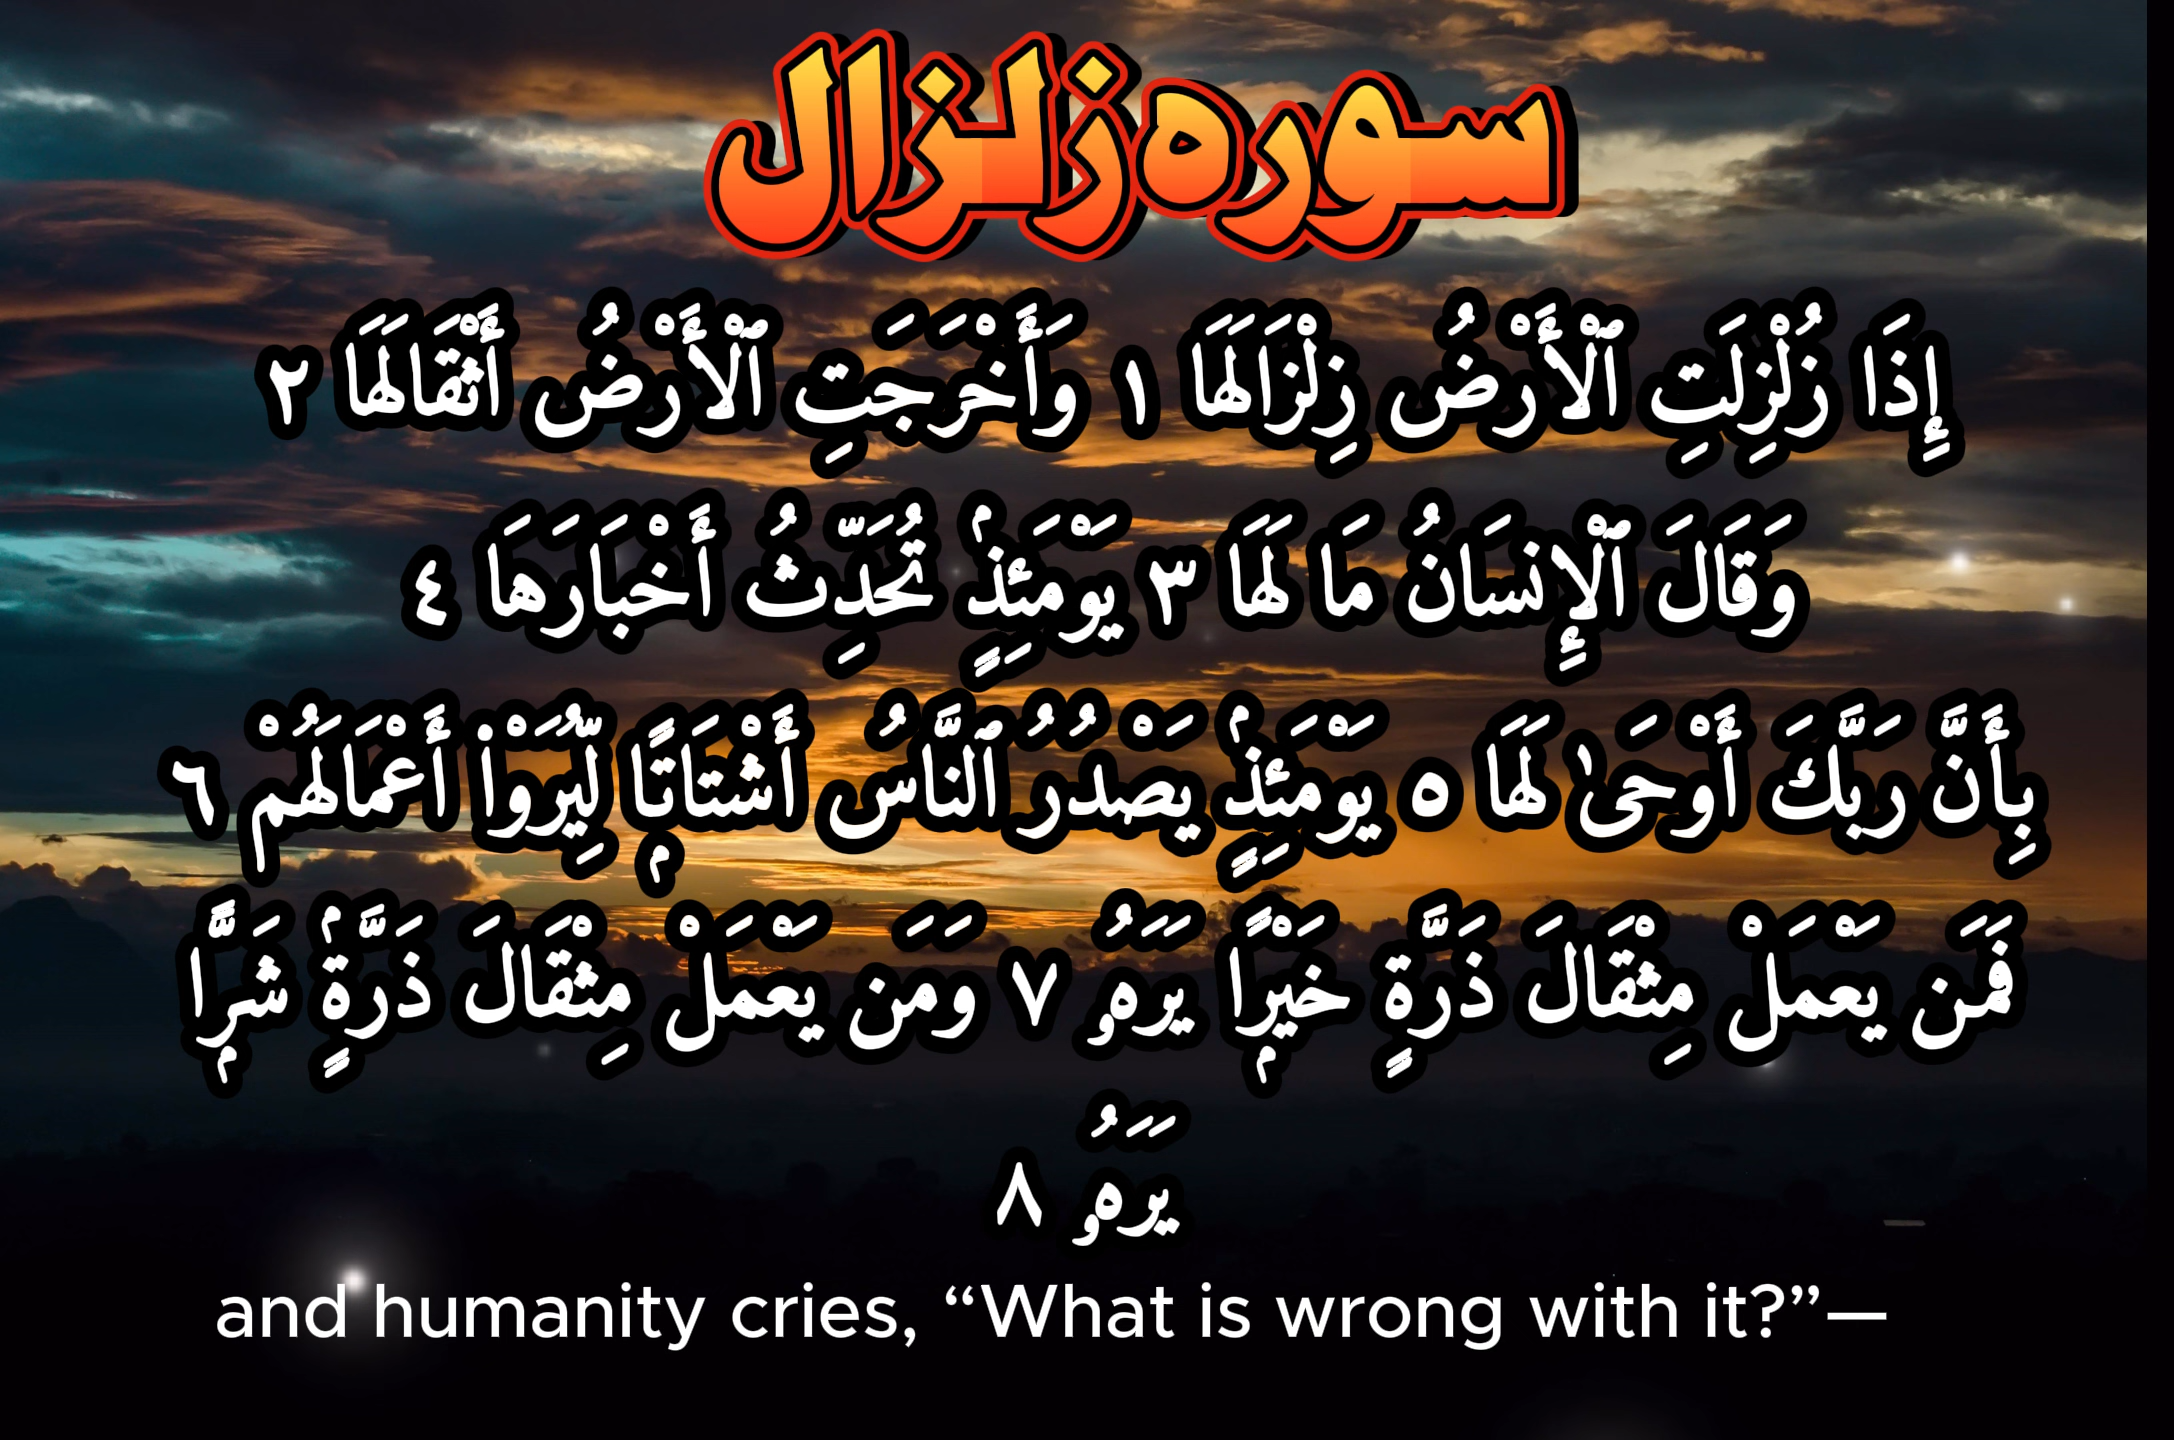 سوره زلزال
إِذَا زُلْزِلَتِ ٱلْأَرْضُ زِلْزَالَهَا ١ وَأَخْرَجَتِ ٱلْأَرْضُ أَثْقَالَهَا ٢
وَقَالَ ٱلْإِنسَانُ مَا لَهَا ٣ يَوْمَئِذٍۢ تُحَدِّثُ أَخْبَارَهَا ٤
بِأَنَّ رَبَّكَ أَوْحَىٰ لَهَا ٥ يَوْمَئِذٍۢ يَصْدُرُ ٱلنَّاسُ أَشْتَاتًۭا لِّيُرَوْا۟ أَعْمَالَهُمْ ٦
فَمَن يَعْمَلْ مِثْقَالَ ذَرَّةٍ خَيْرًۭا يَرَهُۥ ٧ وَمَن يَعْمَلْ مِثْقَالَ ذَرَّةٍۢ شَرًّۭا
يَرَهُۥ ٨
and humanity cries, “What is wrong with it?”—